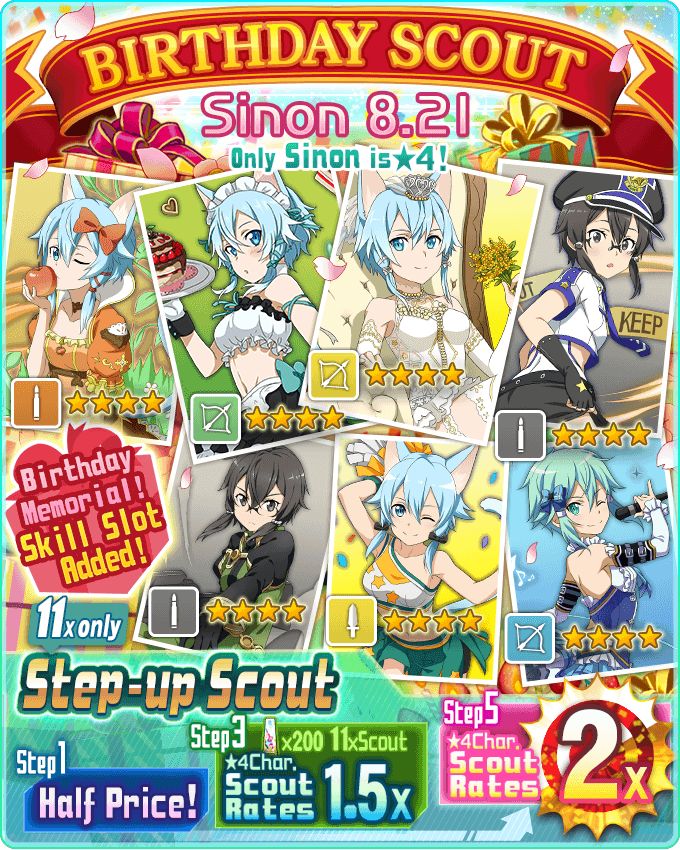 BIRTHDAY SCOUT
Sinon 8.21
Only Sinon is★4!
KEEP
Birthday
Memorial!
Skill Slot
Added!
11x only
Step-up Scout
Step1
Half Price!
Step3
x200 11xScout
★4Char.
Scout
Rates
1.5x
Step5
★4Char.
Scout
Rates
2x